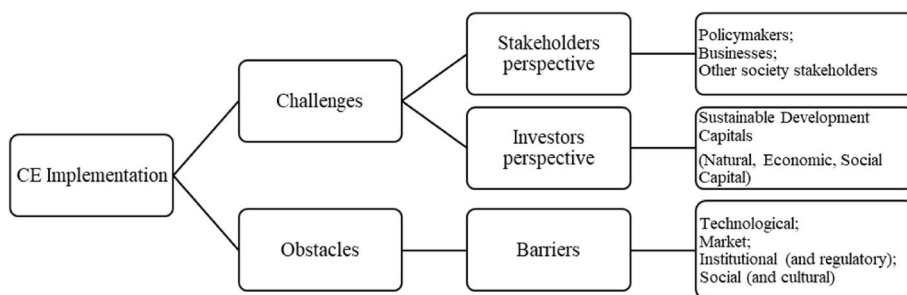 CE Implementation
Challenges
Stakeholders
perspective
Policymakers;
Businesses;
Other society stakeholders
Investors
perspective
Sustainable Development
Capitals
(Natural, Economic, Social
Capital)
Obstacles
Barriers
Technological;
Market;
Institutional (and regulatory);
Social (and cultural)